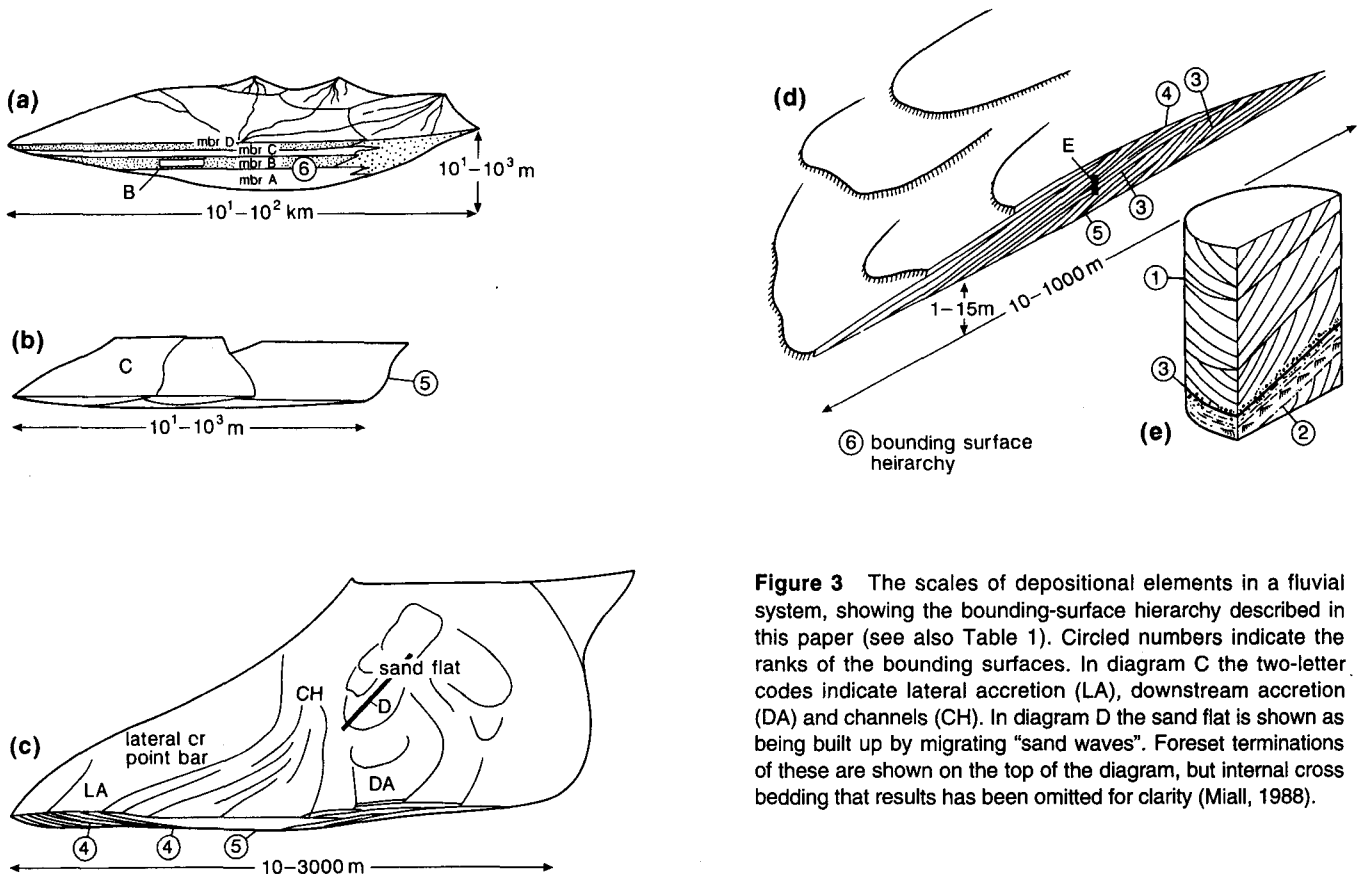 (a)
mbr D
mbr C
mbr B
⑥
mbr A
B
10¹–10³ m
10¹–10² km
(b)
C
⑤
10¹–10³ m
(c)
lateral cr
point bar
LA
CH
sand flat
D
DA
④
④
⑤
10–3000 m
(d)
③
④
E
③
⑤
1–15m
10–1000 m
①
③
②
(e)
⑥ bounding surface
heirarchy
Figure 3 The scales of depositional elements in a fluvial
system, showing the bounding-surface hierarchy described in
this paper (see also Table 1). Circled numbers indicate the
ranks of the bounding surfaces. In diagram C the two-letter
codes indicate lateral accretion (LA), downstream accretion
(DA) and channels (CH). In diagram D the sand flat is shown as
being built up by migrating “sand waves”. Foreset terminations
of these are shown on the top of the diagram, but internal cross
bedding that results has been omitted for clarity (Miall, 1988).